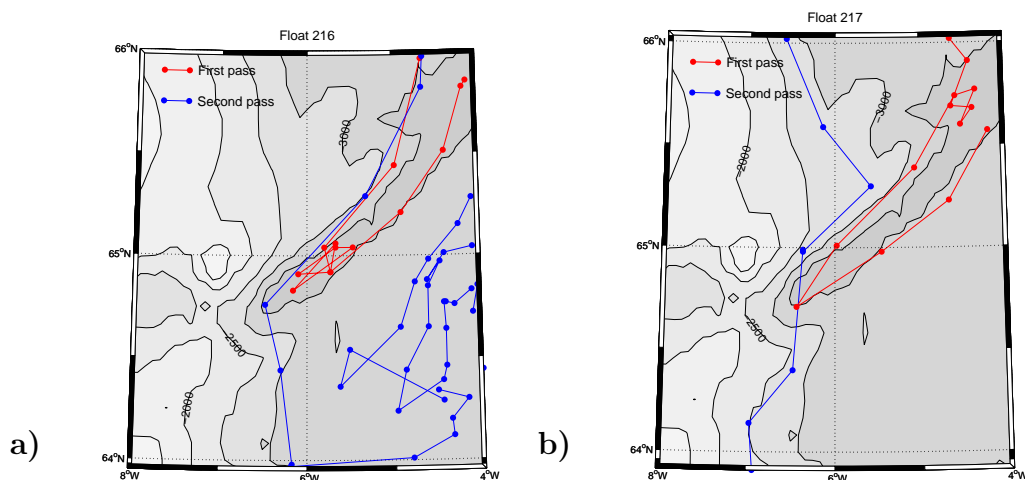 Float 216
66°N
First pass
Second pass
3000
65°N
−2500
−2000
64°N
8°W
6°W
4°W
a)
Float 217
66°N
First pass
Second pass
−3000
−2000
65°N
−2500
−2000
64°N
8°W
6°W
4°W
b)